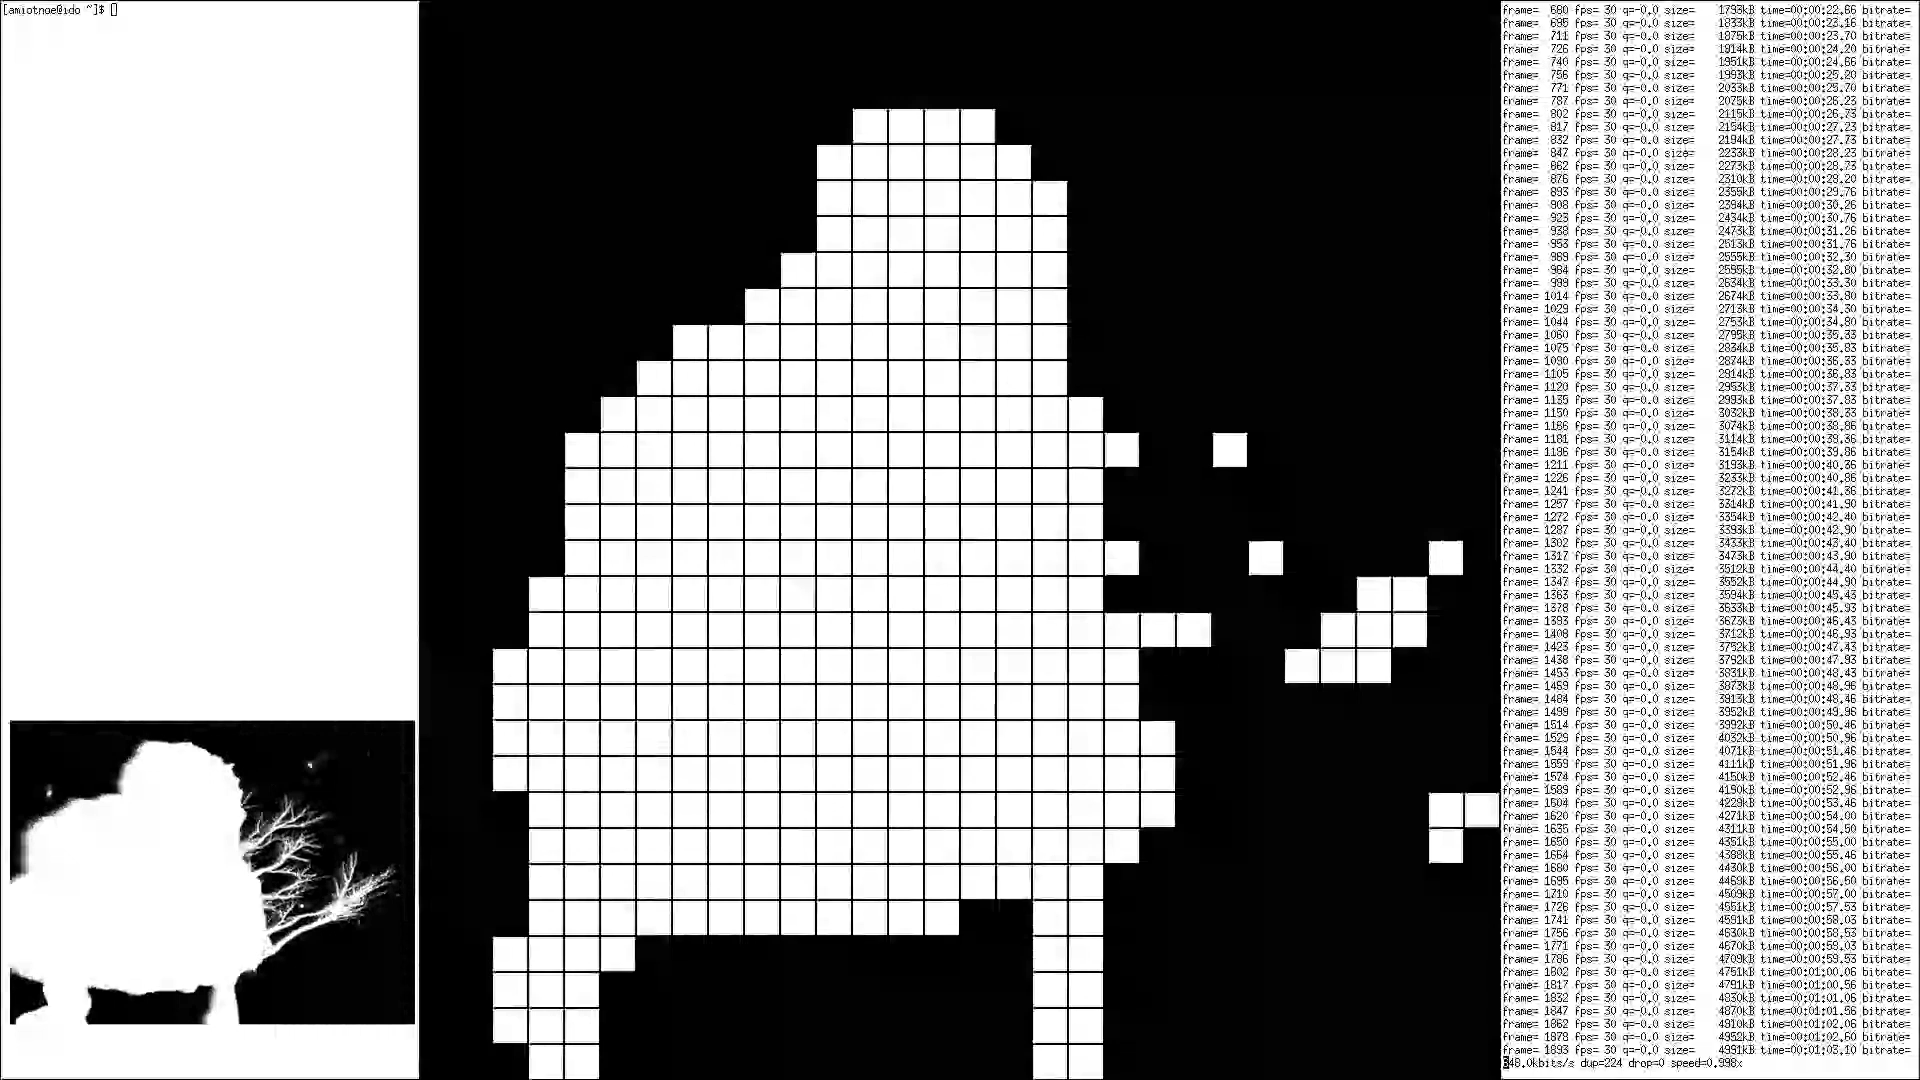 [amiotnoe@ido ~]$
frame= 680 fps= 30 q=-0.0 size= 1793kB time=00:00:22.66 bitrate=
frame= 695 fps= 30 q=-0.0 size= 1833kB time=00:00:23.16 bitrate=
frame= 711 fps= 30 q=-0.0 size= 1875kB time=00:00:23.70 bitrate=
frame= 726 fps= 30 q=-0.0 size= 1914kB time=00:00:24.20 bitrate=
frame= 740 fps= 30 q=-0.0 size= 1951kB time=00:00:24.66 bitrate=
frame= 756 fps= 30 q=-0.0 size= 1993kB time=00:00:25.20 bitrate=
frame= 771 fps= 30 q=-0.0 size= 2033kB time=00:00:25.70 bitrate=
frame= 787 fps= 30 q=-0.0 size= 2075kB time=00:00:26.23 bitrate=
frame= 802 fps= 30 q=-0.0 size= 2115kB time=00:00:26.73 bitrate=
frame= 817 fps= 30 q=-0.0 size= 2154kB time=00:00:27.23 bitrate=
frame= 832 fps= 30 q=-0.0 size= 2194kB time=00:00:27.73 bitrate=
frame= 847 fps= 30 q=-0.0 size= 2233kB time=00:00:28.23 bitrate=
frame= 862 fps= 30 q=-0.0 size= 2273kB time=00:00:28.73 bitrate=
frame= 876 fps= 30 q=-0.0 size= 2310kB time=00:00:29.20 bitrate=
frame= 893 fps= 30 q=-0.0 size= 2355kB time=00:00:29.76 bitrate=
frame= 908 fps= 30 q=-0.0 size= 2394kB time=00:00:30.26 bitrate=
frame= 923 fps= 30 q=-0.0 size= 2434kB time=00:00:30.76 bitrate=
frame= 938 fps= 30 q=-0.0 size= 2473kB time=00:00:31.26 bitrate=
frame= 953 fps= 30 q=-0.0 size= 2513kB time=00:00:31.76 bitrate=
frame= 969 fps= 30 q=-0.0 size= 2555kB time=00:00:32.30 bitrate=
frame= 984 fps= 30 q=-0.0 size= 2595kB time=00:00:32.80 bitrate=
frame= 999 fps= 30 q=-0.0 size= 2634kB time=00:00:33.30 bitrate=
frame= 1014 fps= 30 q=-0.0 size= 2674kB time=00:00:33.80 bitrate=
frame= 1029 fps= 30 q=-0.0 size= 2713kB time=00:00:34.30 bitrate=
frame= 1044 fps= 30 q=-0.0 size= 2753kB time=00:00:34.80 bitrate=
frame= 1060 fps= 30 q=-0.0 size= 2795kB time=00:00:35.33 bitrate=
frame= 1075 fps= 30 q=-0.0 size= 2834kB time=00:00:35.83 bitrate=
frame= 1090 fps= 30 q=-0.0 size= 2874kB time=00:00:36.33 bitrate=
frame= 1105 fps= 30 q=-0.0 size= 2914kB time=00:00:36.83 bitrate=
frame= 1120 fps= 30 q=-0.0 size= 2953kB time=00:00:37.33 bitrate=
frame= 1135 fps= 30 q=-0.0 size= 2993kB time=00:00:37.83 bitrate=
frame= 1150 fps= 30 q=-0.0 size= 3032kB time=00:00:38.33 bitrate=
frame= 1166 fps= 30 q=-0.0 size= 3074kB time=00:00:38.86 bitrate=
frame= 1181 fps= 30 q=-0.0 size= 3114kB time=00:00:39.36 bitrate=
frame= 1196 fps= 30 q=-0.0 size= 3154kB time=00:00:39.86 bitrate=
frame= 1211 fps= 30 q=-0.0 size= 3193kB time=00:00:40.36 bitrate=
frame= 1226 fps= 30 q=-0.0 size= 3233kB time=00:00:40.86 bitrate=
frame= 1241 fps= 30 q=-0.0 size= 3272kB time=00:00:41.36 bitrate=
frame= 1257 fps= 30 q=-0.0 size= 3314kB time=00:00:41.90 bitrate=
frame= 1272 fps= 30 q=-0.0 size= 3354kB time=00:00:42.40 bitrate=
frame= 1287 fps= 30 q=-0.0 size= 3393kB time=00:00:42.90 bitrate=
frame= 1302 fps= 30 q=-0.0 size= 3433kB time=00:00:43.40 bitrate=
frame= 1317 fps= 30 q=-0.0 size= 3473kB time=00:00:43.90 bitrate=
frame= 1332 fps= 30 q=-0.0 size= 3512kB time=00:00:44.40 bitrate=
frame= 1347 fps= 30 q=-0.0 size= 3552kB time=00:00:44.90 bitrate=
frame= 1363 fps= 30 q=-0.0 size= 3594kB time=00:00:45.43 bitrate=
frame= 1378 fps= 30 q=-0.0 size= 3633kB time=00:00:45.93 bitrate=
frame= 1393 fps= 30 q=-0.0 size= 3673kB time=00:00:46.43 bitrate=
frame= 1408 fps= 30 q=-0.0 size= 3712kB time=00:00:46.93 bitrate=
frame= 1423 fps= 30 q=-0.0 size= 3752kB time=00:00:47.43 bitrate=
frame= 1438 fps= 30 q=-0.0 size= 3792kB time=00:00:47.93 bitrate=
frame= 1453 fps= 30 q=-0.0 size= 3831kB time=00:00:48.43 bitrate=
frame= 1469 fps= 30 q=-0.0 size= 3873kB time=00:00:48.96 bitrate=
frame= 1484 fps= 30 q=-0.0 size= 3913kB time=00:00:49.46 bitrate=
frame= 1499 fps= 30 q=-0.0 size= 3952kB time=00:00:49.96 bitrate=
frame= 1514 fps= 30 q=-0.0 size= 3992kB time=00:00:50.46 bitrate=
frame= 1529 fps= 30 q=-0.0 size= 4032kB time=00:00:50.96 bitrate=
frame= 1544 fps= 30 q=-0.0 size= 4071kB time=00:00:51.46 bitrate=
frame= 1559 fps= 30 q=-0.0 size= 4111kB time=00:00:51.96 bitrate=
frame= 1574 fps= 30 q=-0.0 size= 4150kB time=00:00:52.46 bitrate=
frame= 1589 fps= 30 q=-0.0 size= 4190kB time=00:00:52.96 bitrate=
frame= 1604 fps= 30 q=-0.0 size= 4229kB time=00:00:53.46 bitrate=
frame= 1620 fps= 30 q=-0.0 size= 4271kB time=00:00:54.00 bitrate=
frame= 1635 fps= 30 q=-0.0 size= 4311kB time=00:00:54.50 bitrate=
frame= 1650 fps= 30 q=-0.0 size= 4351kB time=00:00:55.00 bitrate=
frame= 1664 fps= 30 q=-0.0 size= 4388kB time=00:00:55.46 bitrate=
frame= 1680 fps= 30 q=-0.0 size= 4430kB time=00:00:56.00 bitrate=
frame= 1695 fps= 30 q=-0.0 size= 4469kB time=00:00:56.50 bitrate=
frame= 1710 fps= 30 q=-0.0 size= 4509kB time=00:00:57.00 bitrate=
frame= 1726 fps= 30 q=-0.0 size= 4551kB time=00:00:57.53 bitrate=
frame= 1741 fps= 30 q=-0.0 size= 4591kB time=00:00:58.03 bitrate=
frame= 1756 fps= 30 q=-0.0 size= 4630kB time=00:00:58.53 bitrate=
frame= 1771 fps= 30 q=-0.0 size= 4670kB time=00:00:59.03 bitrate=
frame= 1786 fps= 30 q=-0.0 size= 4709kB time=00:00:59.53 bitrate=
frame= 1802 fps= 30 q=-0.0 size= 4751kB time=00:01:00.06 bitrate=
frame= 1817 fps= 30 q=-0.0 size= 4791kB time=00:01:00.56 bitrate=
frame= 1832 fps= 30 q=-0.0 size= 4830kB time=00:01:01.06 bitrate=
frame= 1847 fps= 30 q=-0.0 size= 4870kB time=00:01:01.56 bitrate=
frame= 1862 fps= 30 q=-0.0 size= 4910kB time=00:01:02.06 bitrate=
frame= 1878 fps= 30 q=-0.0 size= 4952kB time=00:01:02.60 bitrate=
frame= 1893 fps= 30 q=-0.0 size= 4991kB time=00:01:03.10 bitrate=
648.0kbits/s dup=224 drop=0 speed=0.998x